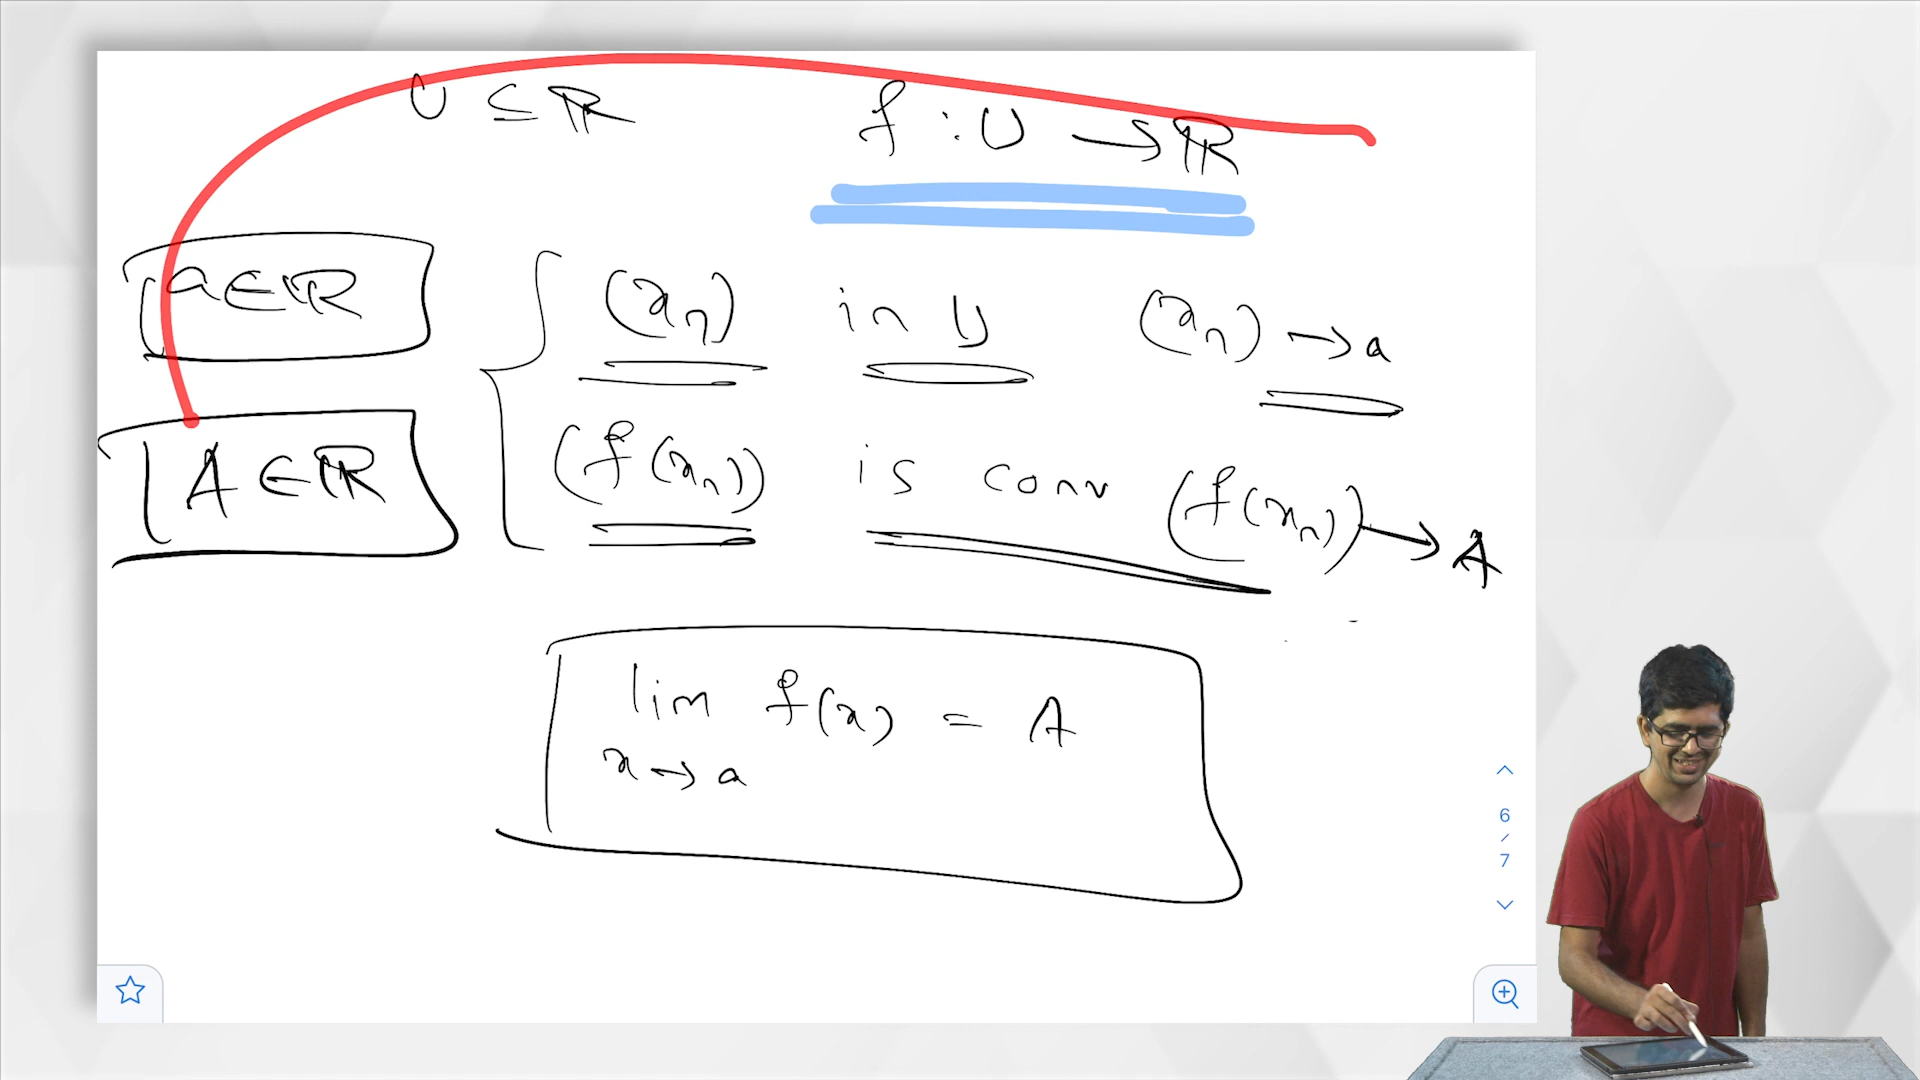 U ⊆ ℝ f : U → ℝ
a ∈ ℝ (xₙ) in U (xₙ) → a
A ∈ ℝ (f(xₙ)) is conv (f(xₙ)) → A
lim f(x) = A
x → a
6
/
7